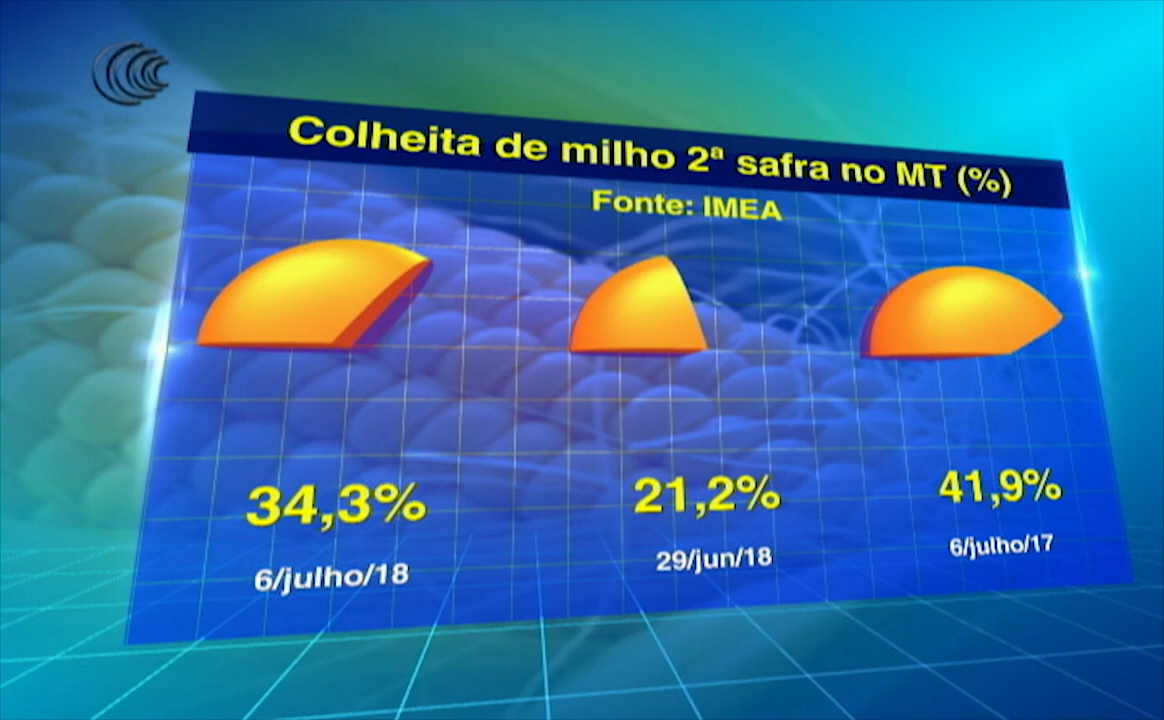 Colheita de milho 2ª safra no MT (%)
Fonte: IMEA
34,3%
21,2%
41,9%
6/julho/18
29/jun/18
6/julho/17